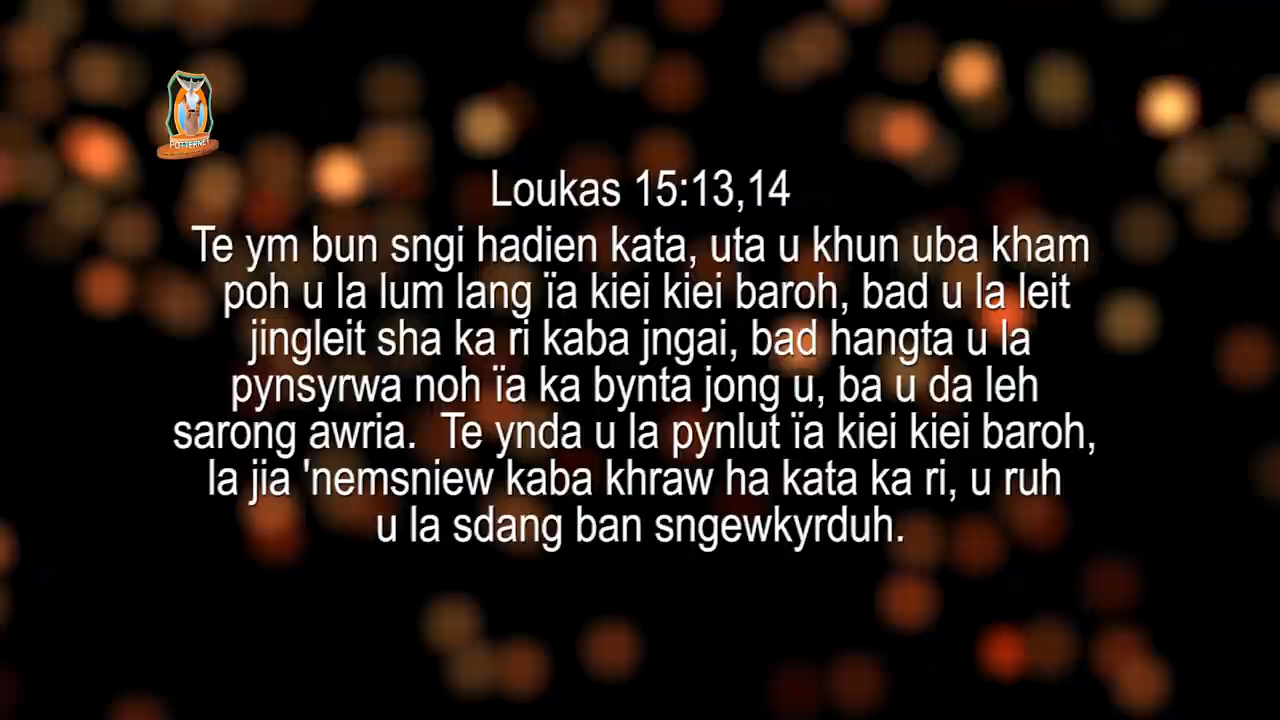 POTTERNET
Loukas 15:13,14
Te ym bun sngi hadien kata, uta u khun uba kham
poh u la lum lang ïa kiei kiei baroh, bad u la leit
jingleit sha ka ri kaba jngai, bad hangta u la
pynsyrwa noh ïa ka bynta jong u, ba u da leh
sarong awria.  Te ynda u la pynlut ïa kiei kiei baroh,
la jia 'nemsniew kaba khraw ha kata ka ri, u ruh
u la sdang ban sngewkyrduh.